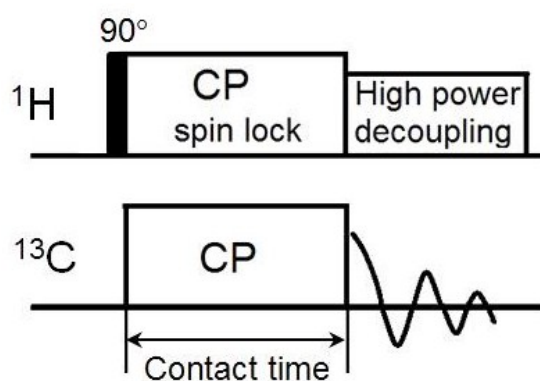 90°
¹H
CP
spin lock
High power
decoupling
¹³C
CP
Contact time